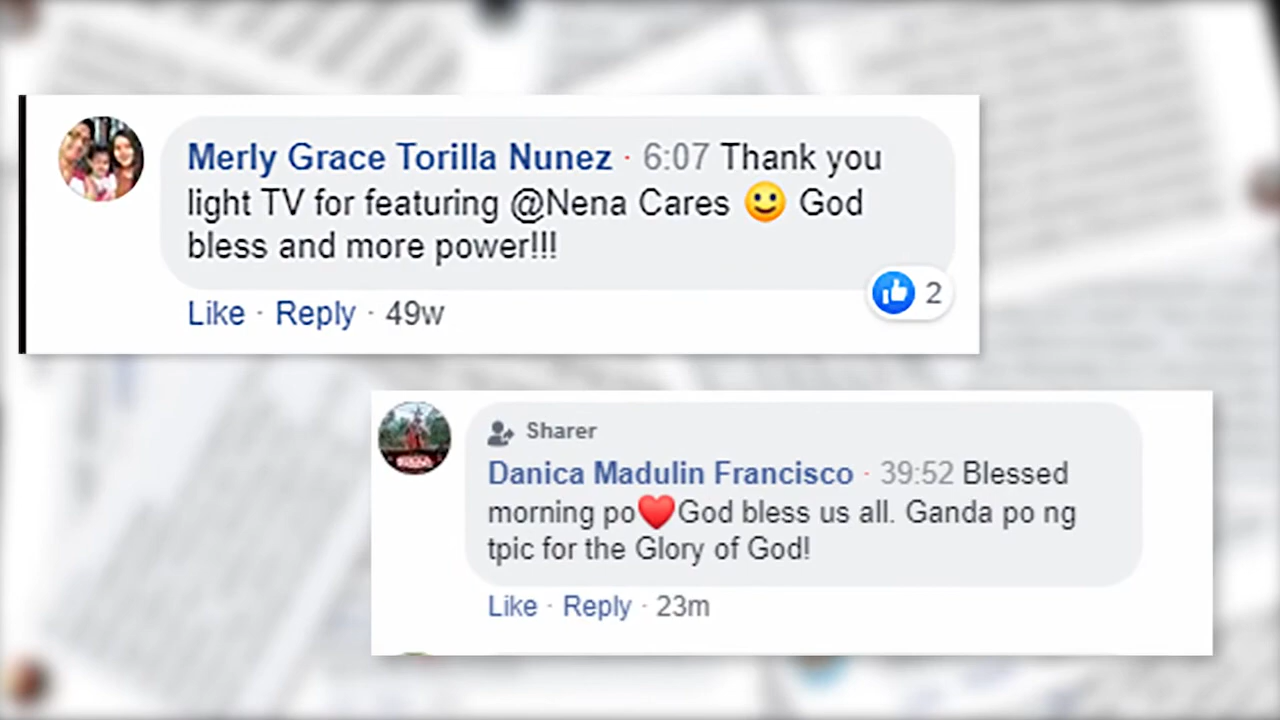 Merly Grace Torilla Nunez · 6:07 Thank you
light TV for featuring @Nena Cares 🙂 God
bless and more power!!!
2
Like · Reply · 49w
Sharer
Danica Madulin Francisco · 39:52 Blessed
morning po❤️God bless us all. Ganda po ng
tpic for the Glory of God!
Like · Reply · 23m